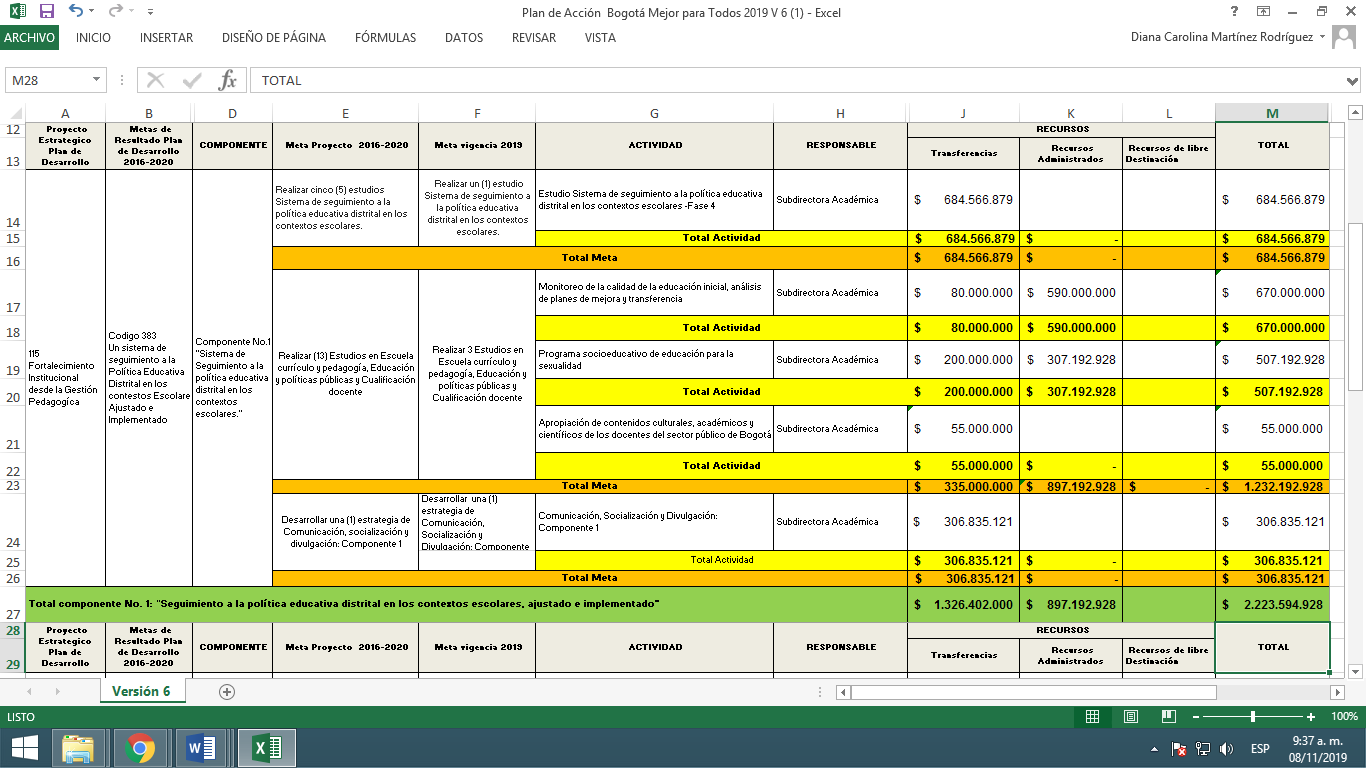 Plan de Acción Bogotá Mejor para Todos 2019 V 6 (1) - Excel
ARCHIVO INICIO INSERTAR DISEÑO DE PÁGINA FÓRMULAS DATOS REVISAR VISTA
Diana Carolina Martínez Rodríguez
M28 fx TOTAL
A B D E F G H J K L M
12 13
Proyecto
Estrategico
Plan de
Desarrollo
Metas de
Resultado Plan
de Desarrollo
2016-2020
COMPONENTE
Meta Proyecto 2016-2020
Meta vigencia 2019
ACTIVIDAD
RESPONSABLE
RECURSOS
Transferencias
Recursos
Administrados
Recursos de libre
Destinación
TOTAL
115
Fortalecimiento
Institucional
desde la Gestión
Pedagogíca
Codigo 383
Un sistema de
seguimiento a la
Política Educativa
Distrital en los
contestos Escolare
Ajustado e
Implementado
Componente No.1
"Sistema de
Seguimiento a la
política educativa
distrital en los
contextos
escolares."
14
Realizar cinco (5) estudios
Sistema de seguimiento a la
política educativa distrital en los
contextos escolares.
Realizar un (1) estudio
Sistema de seguimiento a
la política educativa
distrital en los contextos
escolares.
Estudio Sistema de seguimiento a la política educativa
distrital en los contextos escolares -Fase 4
Subdirectora Académica
$ 684.566.879
$ 684.566.879
15 Total Actividad $ 684.566.879 $ - $ 684.566.879
16 Total Meta $ 684.566.879 $ - $ 684.566.879
Realizar (13) Estudios en Escuela
currículo y pedagogía, Educación
y políticas públicas y Cualificación
docente
Realizar 3 Estudios en
Escuela currículo y
pedagogía, Educación y
políticas públicas y
Cualificación docente
17
Monitoreo de la calidad de la educación inicial, análisis
de planes de mejora y transferencia
Subdirectora Académica
$ 80.000.000 $ 590.000.000 $ 670.000.000
18 Total Actividad $ 80.000.000 $ 590.000.000 $ 670.000.000
19
Programa socioeducativo de educación para la
sexualidad
Subdirectora Académica
$ 200.000.000 $ 307.192.928 $ 507.192.928
20 Total Actividad $ 200.000.000 $ 307.192.928 $ 507.192.928
21
Apropiación de contenidos culturales, académicos y
científicos de los docentes del sector público de Bogotá
Subdirectora Académica
$ 55.000.000 $ 55.000.000
22 Total Actividad $ 55.000.000 $ - $ 55.000.000
23 Total Meta $ 335.000.000 $ 897.192.928 $ - $ 1.232.192.928
24
Desarrollar una (1) estrategia de
Comunicación, socialización y
divulgación: Componente 1
Desarrollar una (1)
estrategia de
Comunicación,
Socialización y
Divulgación: Componente
Comunicación, Socialización y Divulgación:
Componente 1
Subdirectora Académica
$ 306.835.121 $ 306.835.121
25 Total Actividad $ 306.835.121 $ - $ 306.835.121
26 Total Meta $ 306.835.121 $ - $ 306.835.121
27 Total componente No. 1: "Seguimiento a la política educativa distrital en los contextos escolares, ajustado e implementado" $ 1.326.402.000 $ 897.192.928 $ 2.223.594.928
28 29
Proyecto
Estrategico
Plan de
Desarrollo
Metas de
Resultado Plan
de Desarrollo
2016-2020
COMPONENTE
Meta Proyecto 2016-2020
Meta vigencia 2019
ACTIVIDAD
RESPONSABLE
RECURSOS
Transferencias
Recursos
Administrados
Recursos de libre
Destinación
TOTAL
Versión 6
LISTO
100%
ESP
9:37 a. m.
08/11/2019